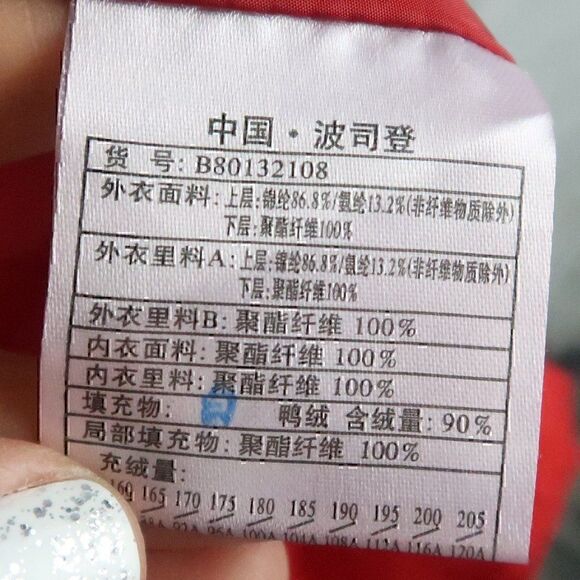 中国·波司登
货 号: B80132108
外衣面料: 上层: 锦纶86.8%/氨纶13.2%(非纤维物质除外)
下层: 聚酯纤维100%
外衣里料A: 上层: 锦纶86.8%/氨纶13.2%(非纤维物质除外)
下层: 聚酯纤维100%
外衣里料B: 聚酯纤维 100%
内衣面料: 聚酯纤维 100%
内衣里料: 聚酯纤维 100%
填充物: 鸭绒 含绒量: 90%
局部填充物: 聚酯纤维 100%
充绒量:
160 165 170 175 180 185 190 195 200 205
116A 120A